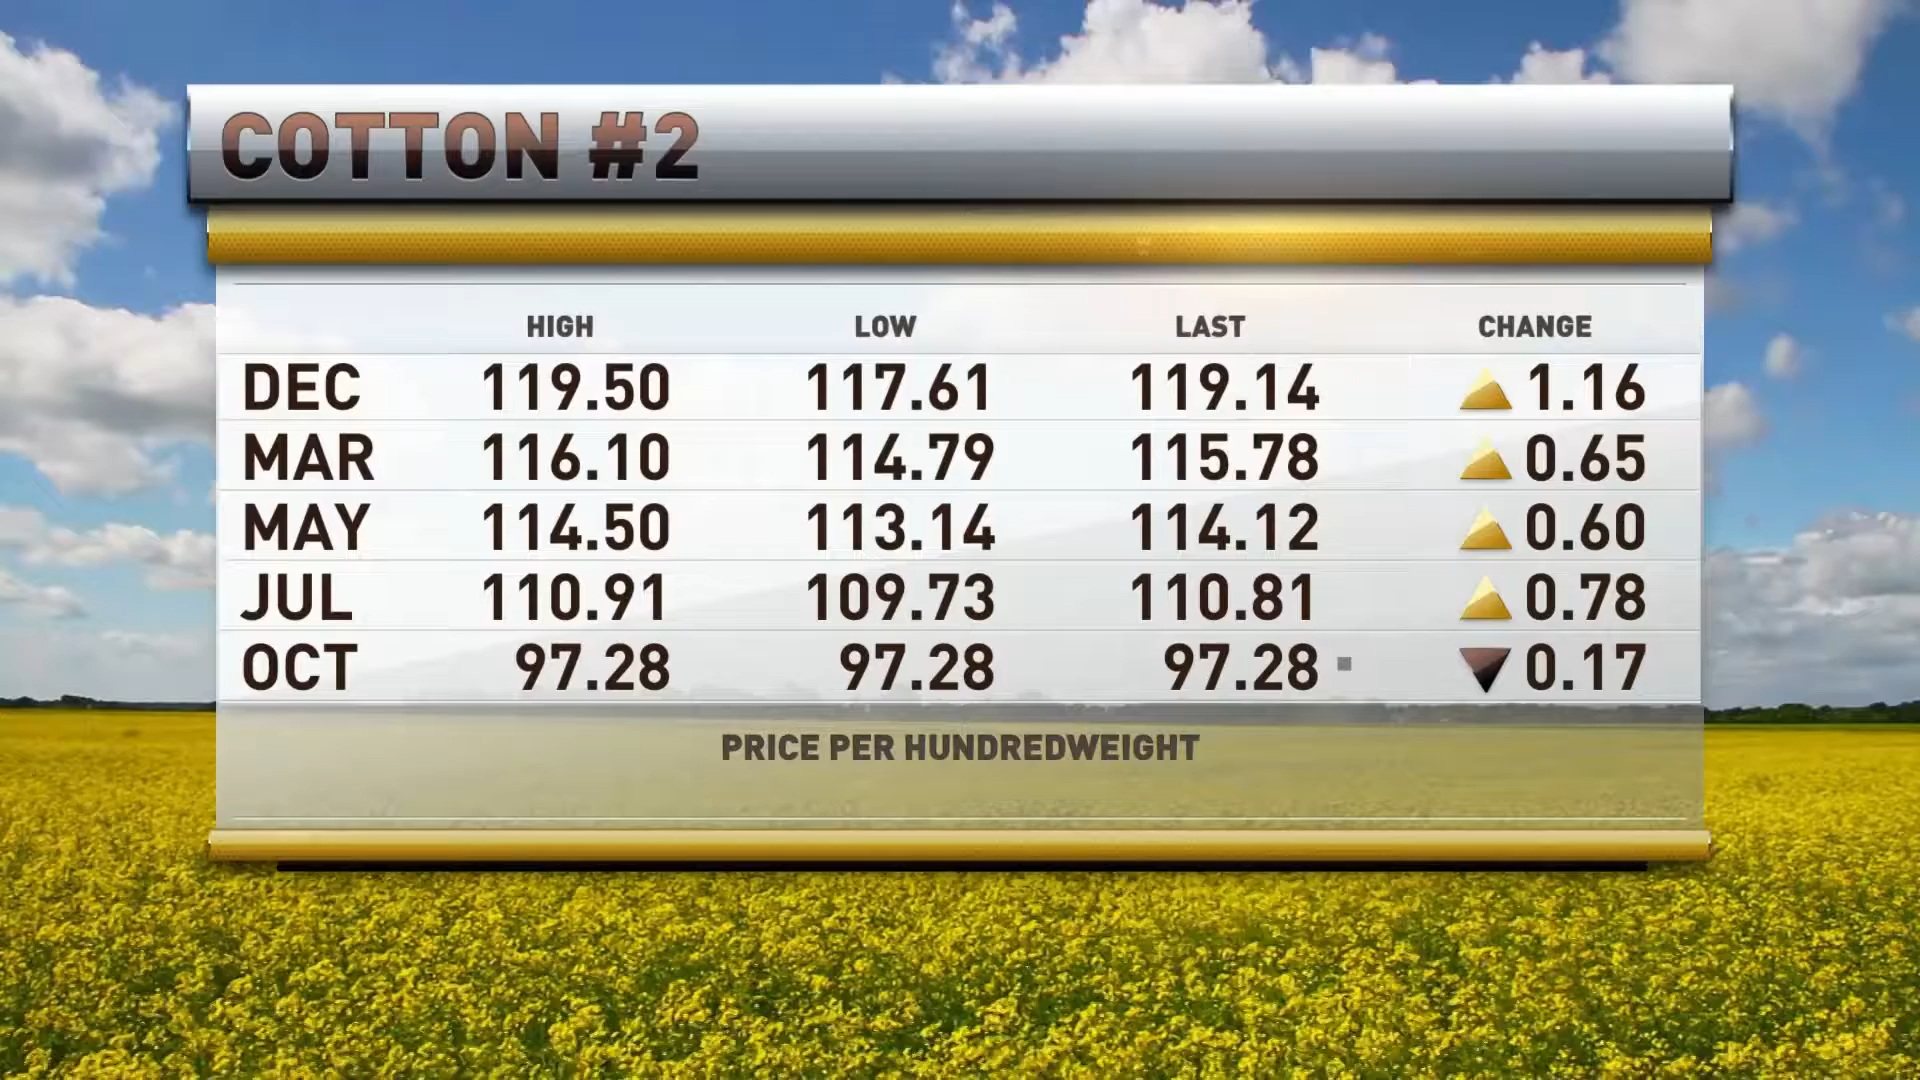 COTTON #2
HIGH LOW LAST CHANGE
DEC 119.50 117.61 119.14 1.16
MAR 116.10 114.79 115.78 0.65
MAY 114.50 113.14 114.12 0.60
JUL 110.91 109.73 110.81 0.78
OCT 97.28 97.28 97.28 0.17
PRICE PER HUNDREDWEIGHT